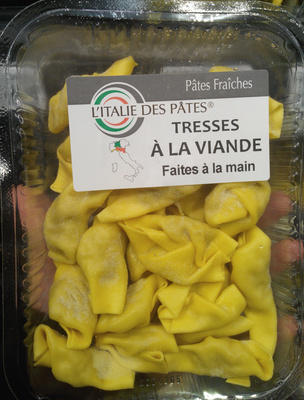 Pâtes Fraîches
L'ITALIE DES PÂTES®
TRESSES
À LA VIANDE
Faites à la main